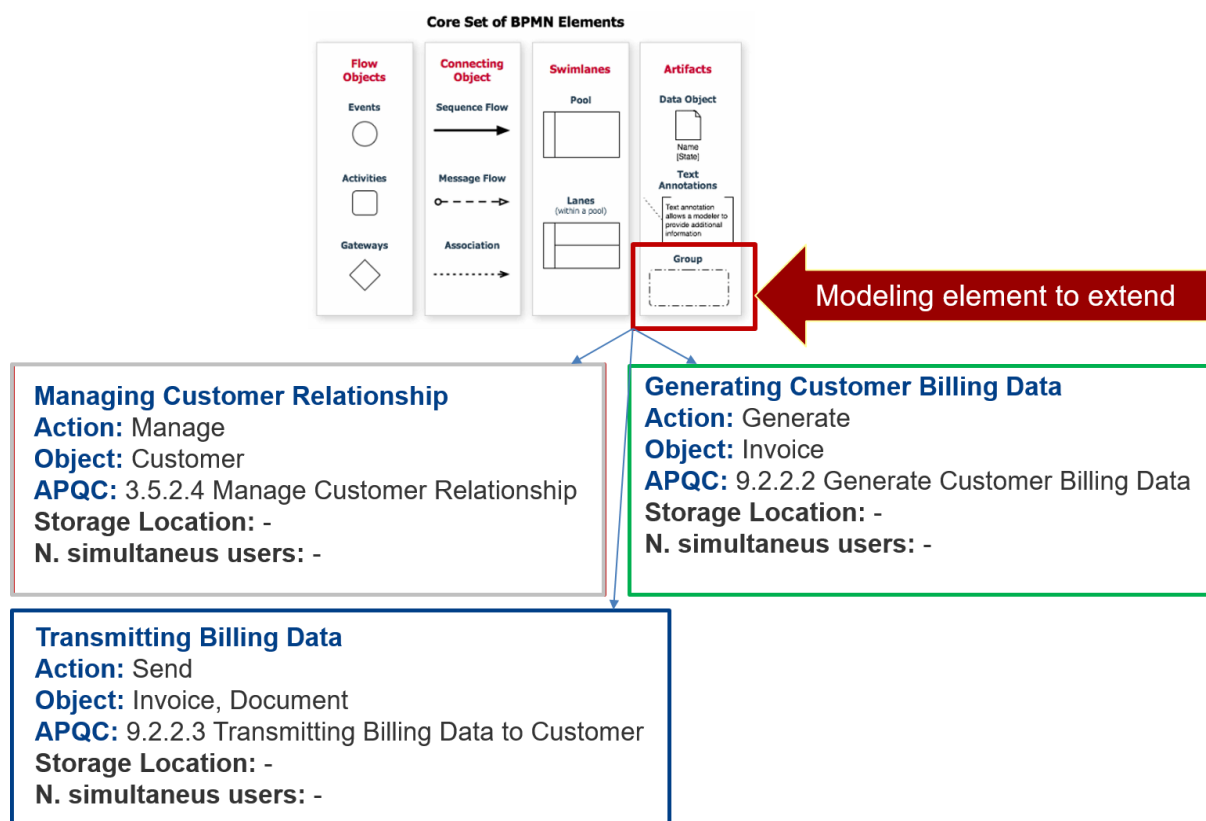 Core Set of BPMN Elements
Flow
Objects
Events
Activities
Gateways
Connecting
Object
Sequence Flow
Message Flow
Association
Swimlanes
Pool
Lanes
(within a pool)
Artifacts
Data Object
Name
[State]
Text
Annotations
Text annotation
allows a modeler to
provide additional
information
Group
Modeling element to extend
Managing Customer Relationship
Action: Manage
Object: Customer
APQC: 3.5.2.4 Manage Customer Relationship
Storage Location: -
N. simultaneus users: -
Generating Customer Billing Data
Action: Generate
Object: Invoice
APQC: 9.2.2.2 Generate Customer Billing Data
Storage Location: -
N. simultaneus users: -
Transmitting Billing Data
Action: Send
Object: Invoice, Document
APQC: 9.2.2.3 Transmitting Billing Data to Customer
Storage Location: -
N. simultaneus users: -